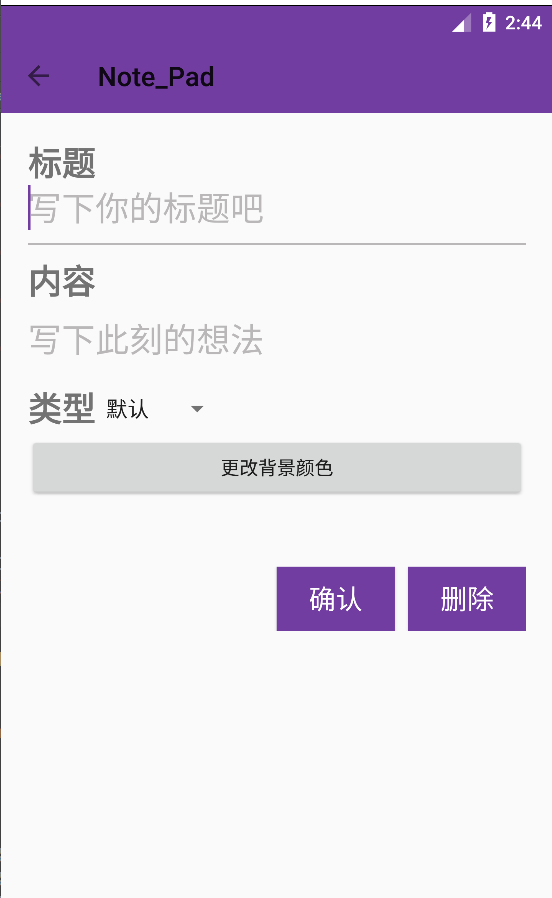 2:44
Note_Pad
标题
写下你的标题吧
内容
写下此刻的想法
类型 默认
更改背景颜色
确认 删除